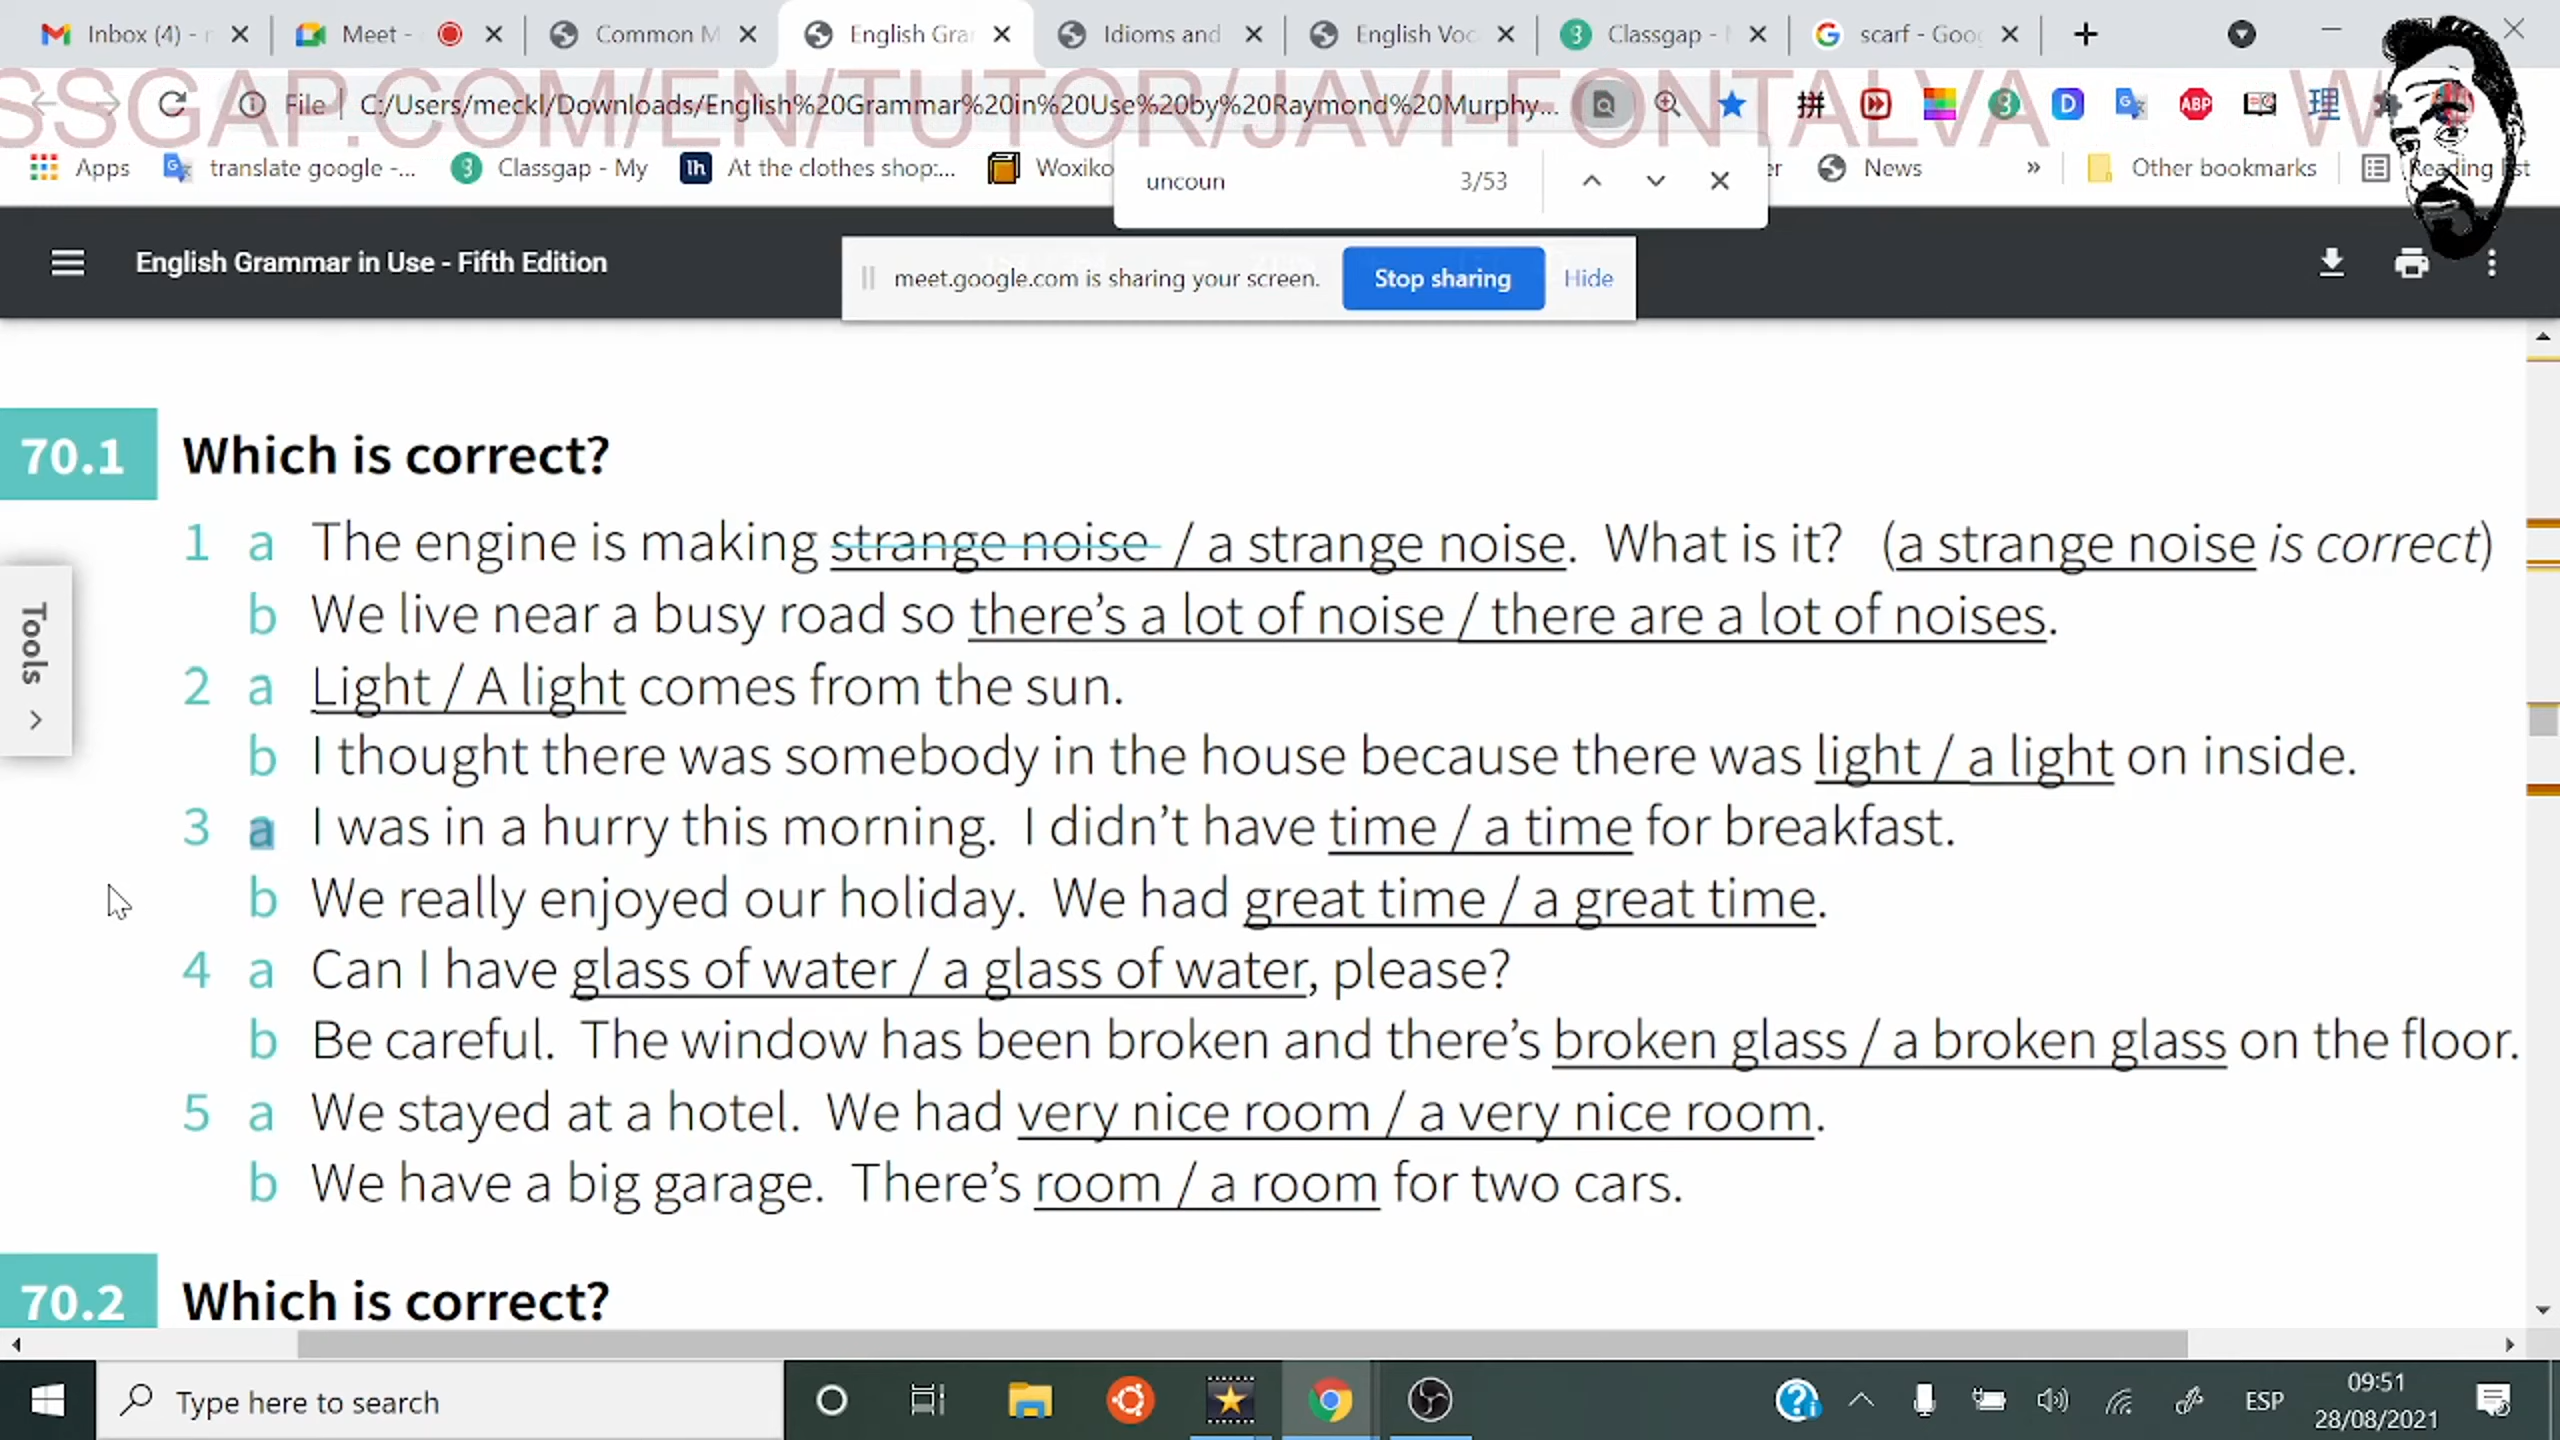 Inbox (4) -
Meet -
Common M
English Gra
Idioms and
English Voc
Classgap -
scarf - Goo
SSGAP.COM/EN/TUTOR/JAVI-FONTALVA W
File
C:/Users/meckl/Downloads/English%20Grammar%20in%20Use%20by%20Raymond%20Murphy...
ABP
Apps
translate google -...
Classgap - My
At the clothes shop:...
Woxiko
uncoun
3/53
er
News
»
Other bookmarks
Reading list
English Grammar in Use - Fifth Edition
meet.google.com is sharing your screen.
Stop sharing
Hide
70.1 Which is correct?
1 a The engine is making strange noise / a strange noise. What is it? (a strange noise is correct)
b We live near a busy road so there’s a lot of noise / there are a lot of noises.
2 a Light / A light comes from the sun.
b I thought there was somebody in the house because there was light / a light on inside.
3 a I was in a hurry this morning. I didn’t have time / a time for breakfast.
b We really enjoyed our holiday. We had great time / a great time.
4 a Can I have glass of water / a glass of water, please?
b Be careful. The window has been broken and there’s broken glass / a broken glass on the floor.
5 a We stayed at a hotel. We had very nice room / a very nice room.
b We have a big garage. There’s room / a room for two cars.
70.2 Which is correct?
Tools
Type here to search
ESP
09:51
28/08/2021